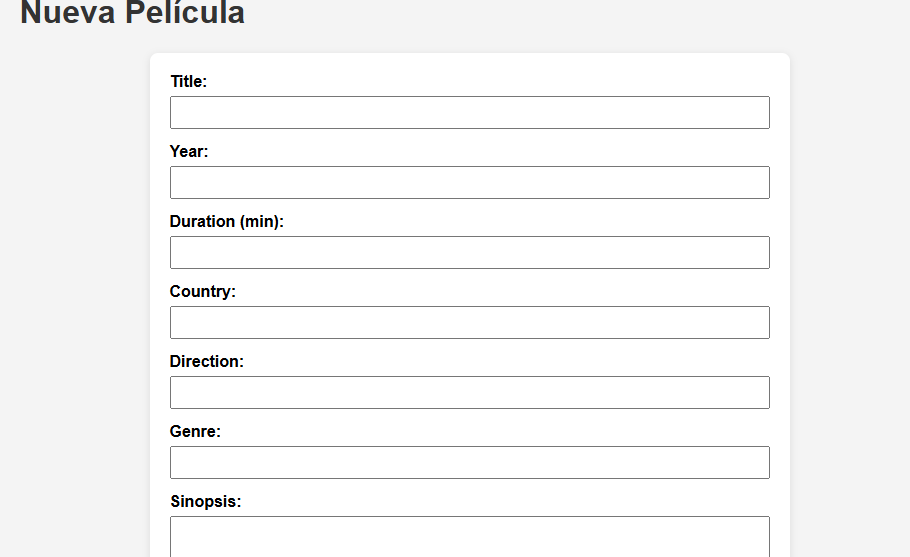 Nueva Película
Title:
Year:
Duration (min):
Country:
Direction:
Genre:
Sinopsis: